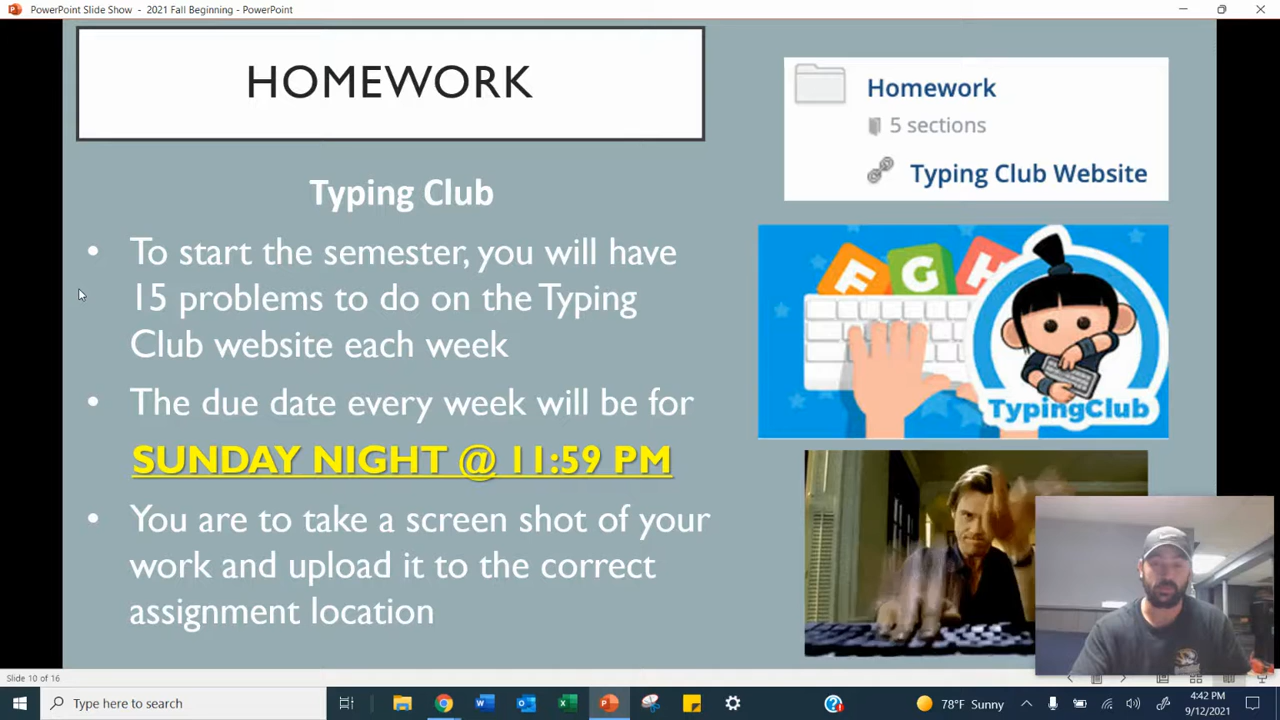 PowerPoint Slide Show - 2021 Fall Beginning - PowerPoint
HOMEWORK
Typing Club
• To start the semester, you will have
15 problems to do on the Typing
Club website each week
• The due date every week will be for
SUNDAY NIGHT @ 11:59 PM
• You are to take a screen shot of your
work and upload it to the correct
assignment location
Homework
5 sections
Typing Club Website
F G H
TypingClub
Slide 10 of 16
Type here to search
78°F Sunny
4:42 PM
9/12/2021